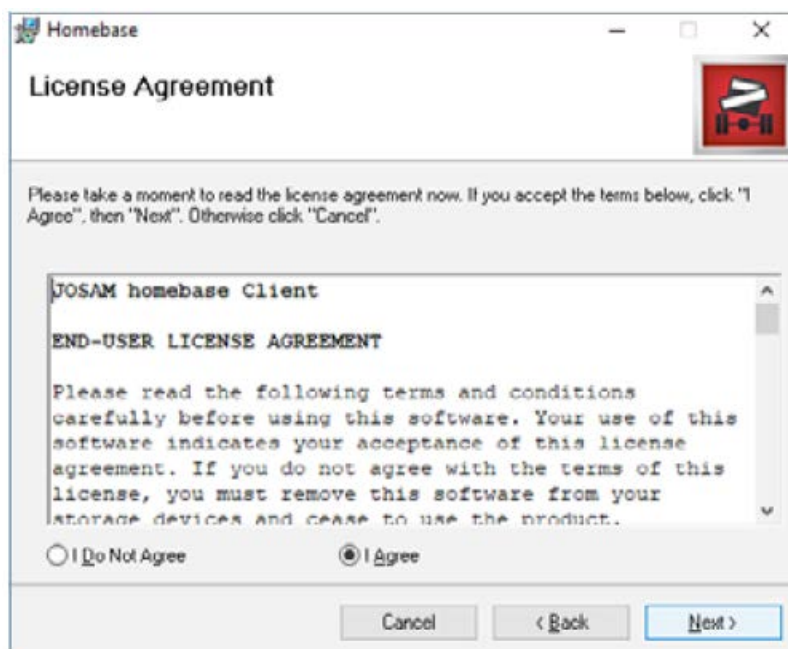 Homebase
License Agreement
Please take a moment to read the license agreement now. If you accept the terms below, click "I
Agree", then "Next". Otherwise click "Cancel".
JOSAM homebase Client
END-USER LICENSE AGREEMENT
Please read the following terms and conditions
carefully before using this software. Your use of this
software indicates your acceptance of this license
agreement. If you do not agree with the terms of this
license, you must remove this software from your
storage devices and cease to use the product.
I Do Not Agree
I Agree
Cancel
< Back
Next >